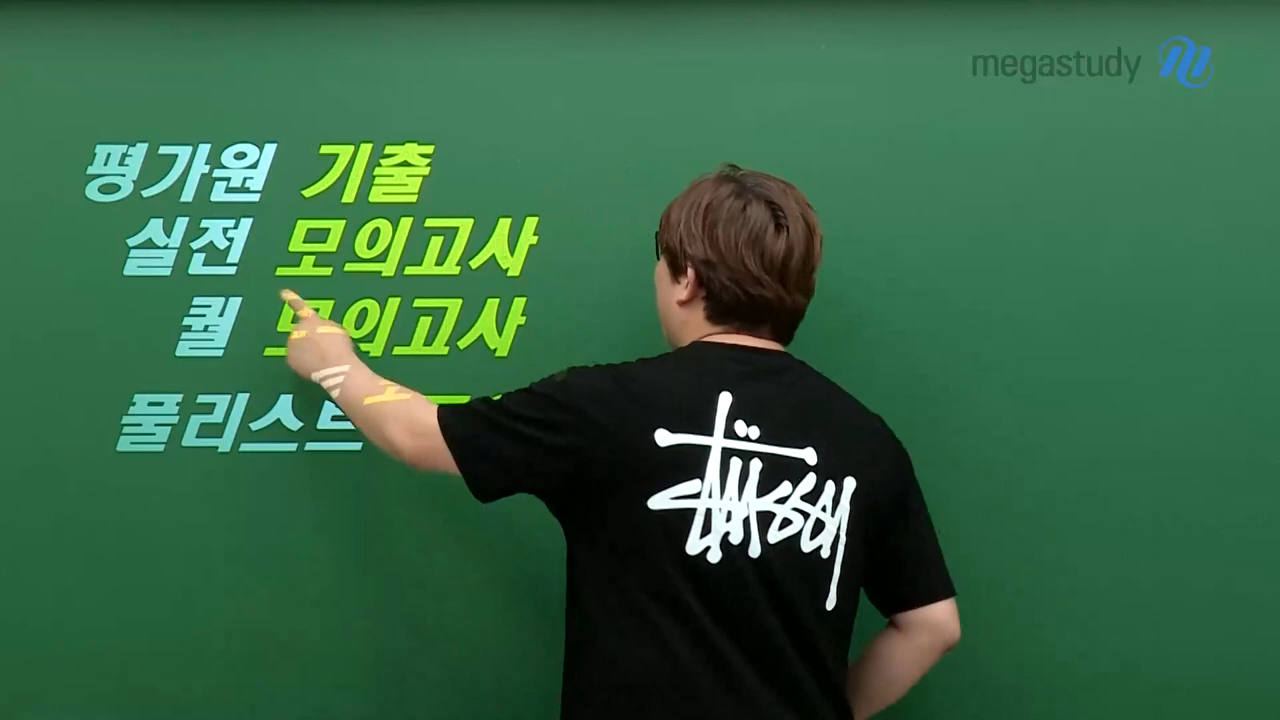 megastudy
평가원 기출
실전 모의고사
퀄 모의고사
풀리스트
Stüssy